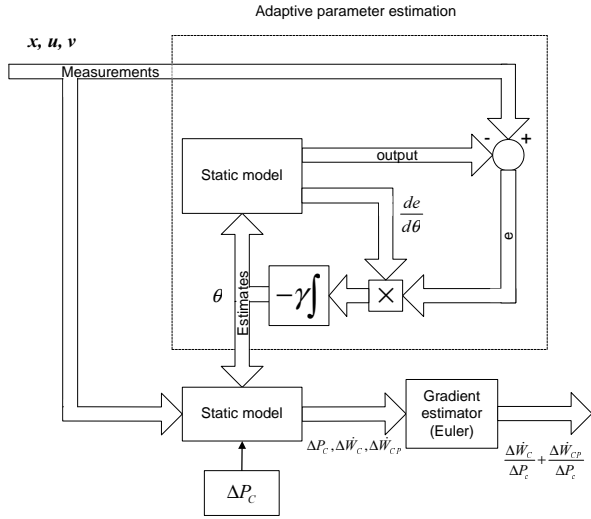 Adaptive parameter estimation
x, u, v
Measurements
-
+
Static model
output
de
dθ
e
θ
Estimates
-γ∫
×
Static model
ΔP_C, ΔẆ_C, ΔẆ_CP
Gradient
estimator
(Euler)
ΔẆ_C/ΔP_c + ΔẆ_CP/ΔP_c
ΔP_C